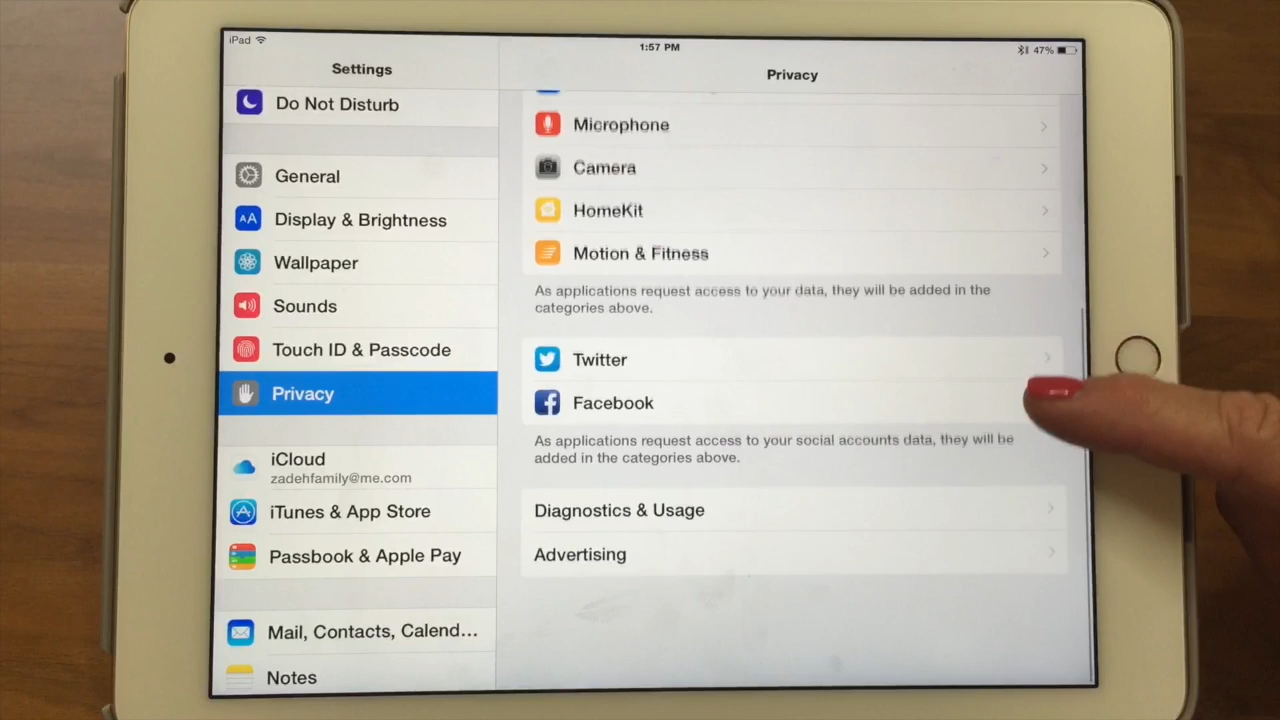 iPad
1:57 PM
47%
Settings
Privacy
Do Not Disturb
General
AA Display & Brightness
Wallpaper
Sounds
Touch ID & Passcode
Privacy
iCloud
zadehfamily@me.com
iTunes & App Store
Passbook & Apple Pay
Mail, Contacts, Calend...
Notes
Microphone
Camera
HomeKit
Motion & Fitness
As applications request access to your data, they will be added in the
categories above.
Twitter
Facebook
As applications request access to your social accounts data, they will be
added in the categories above.
Diagnostics & Usage
Advertising